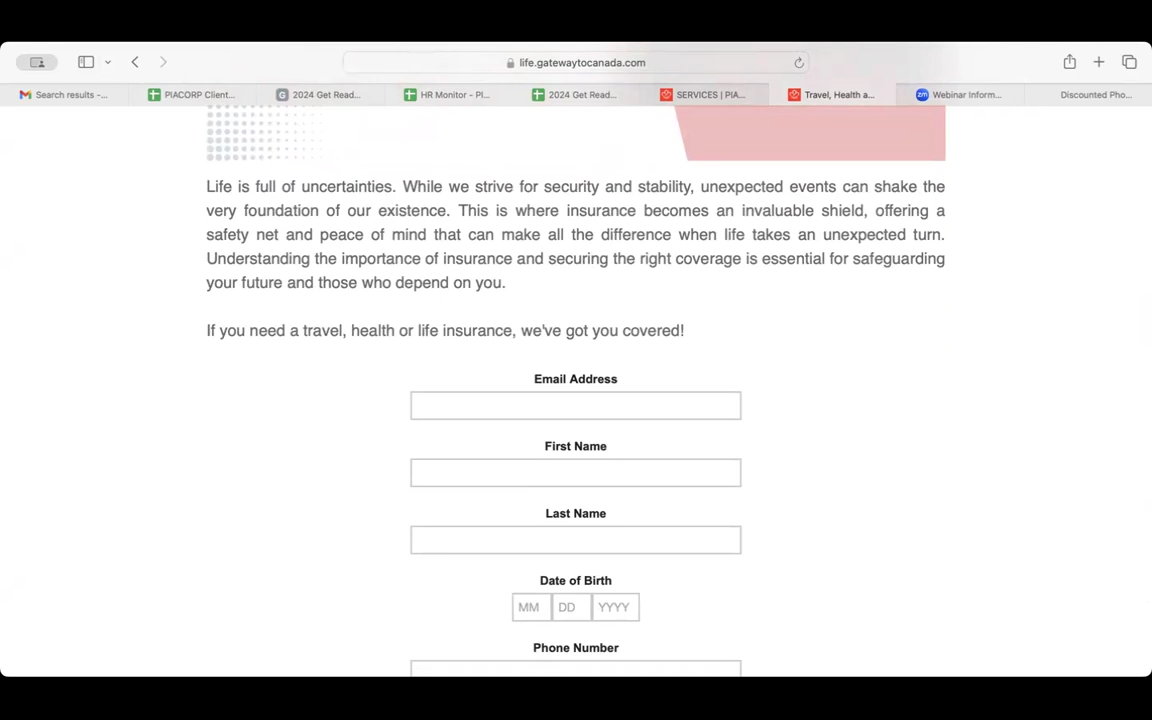 life.gatewaytocanada.com
Search results -...
PIACORP Client...
2024 Get Read...
HR Monitor - PI...
2024 Get Read...
SERVICES | PIA...
Travel, Health a...
zm Webinar Inform...
Discounted Pho...
Life is full of uncertainties. While we strive for security and stability, unexpected events can shake the
very foundation of our existence. This is where insurance becomes an invaluable shield, offering a
safety net and peace of mind that can make all the difference when life takes an unexpected turn.
Understanding the importance of insurance and securing the right coverage is essential for safeguarding
your future and those who depend on you.
If you need a travel, health or life insurance, we've got you covered!
Email Address
First Name
Last Name
Date of Birth
MM DD YYYY
Phone Number